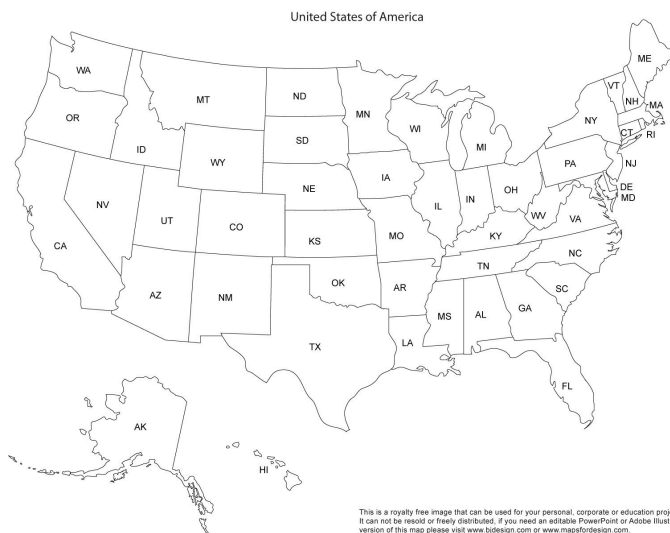 United States of America
ME
WA
VT
MT
ND
NH
MA
MN
OR
NY
WI
CT
RI
SD
ID
MI
WY
PA
IA
NJ
OH
NE
DE
MD
IN
IL
NV
WV
UT
CO
VA
KY
MO
KS
CA
NC
TN
OK
AR
SC
AZ
NM
GA
AL
MS
LA
TX
FL
AK
HI
This is a royalty free image that can be used for your personal, corporate or education proj
It can not be resold or freely distributed, if you need an editable PowerPoint or Adobe Illust
version of this map please visit www.bjdesign.com or www.mapsfordesign.com.